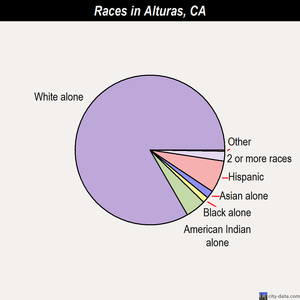 Races in Alturas, CA
White alone
Other
2 or more races
Hispanic
Asian alone
Black alone
American Indian
alone
city-data.com